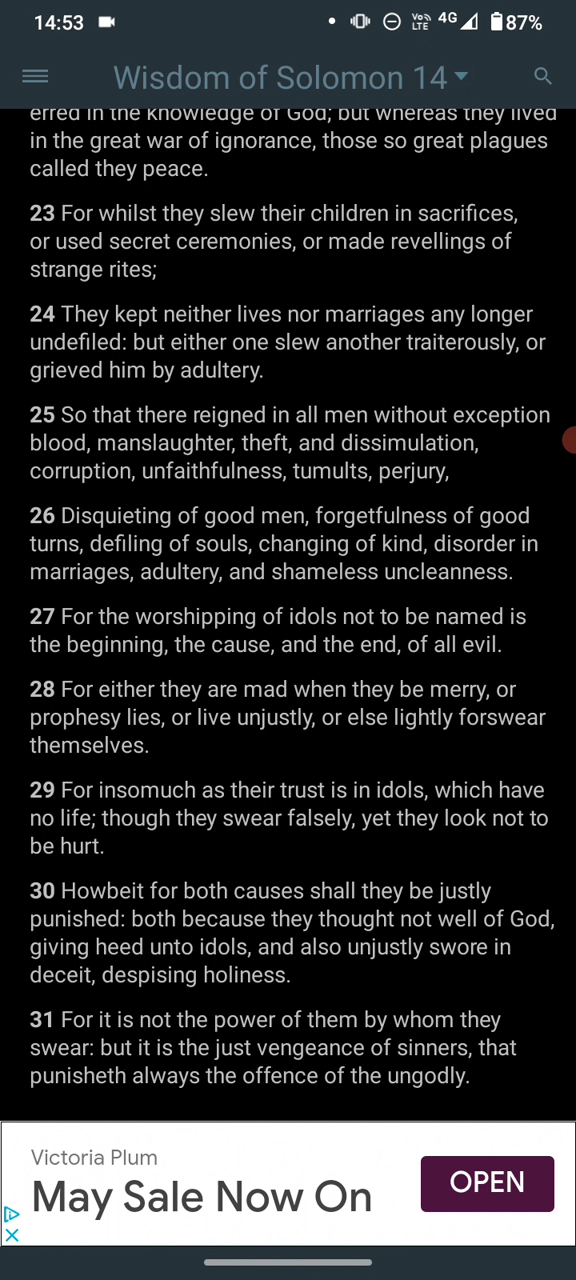 14:53 Vo LTE 4G 87%
Wisdom of Solomon 14
erred in the knowledge of God; but whereas they lived
in the great war of ignorance, those so great plagues
called they peace.
23 For whilst they slew their children in sacrifices,
or used secret ceremonies, or made revellings of
strange rites;
24 They kept neither lives nor marriages any longer
undefiled: but either one slew another traiterously, or
grieved him by adultery.
25 So that there reigned in all men without exception
blood, manslaughter, theft, and dissimulation,
corruption, unfaithfulness, tumults, perjury,
26 Disquieting of good men, forgetfulness of good
turns, defiling of souls, changing of kind, disorder in
marriages, adultery, and shameless uncleanness.
27 For the worshipping of idols not to be named is
the beginning, the cause, and the end, of all evil.
28 For either they are mad when they be merry, or
prophesy lies, or live unjustly, or else lightly forswear
themselves.
29 For insomuch as their trust is in idols, which have
no life; though they swear falsely, yet they look not to
be hurt.
30 Howbeit for both causes shall they be justly
punished: both because they thought not well of God,
giving heed unto idols, and also unjustly swore in
deceit, despising holiness.
31 For it is not the power of them by whom they
swear: but it is the just vengeance of sinners, that
punisheth always the offence of the ungodly.
Victoria Plum
May Sale Now On
OPEN